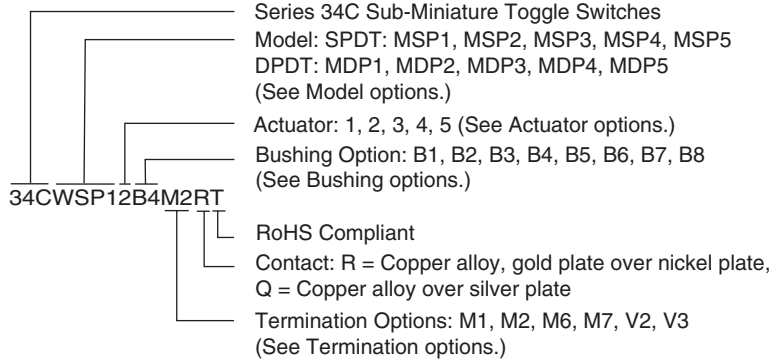 Series 34C Sub-Miniature Toggle Switches
Model: SPDT: MSP1, MSP2, MSP3, MSP4, MSP5
DPDT: MDP1, MDP2, MDP3, MDP4, MDP5
(See Model options.)
Actuator: 1, 2, 3, 4, 5 (See Actuator options.)
Bushing Option: B1, B2, B3, B4, B5, B6, B7, B8
(See Bushing options.)
34CWSP12B4M2RT
RoHS Compliant
Contact: R = Copper alloy, gold plate over nickel plate,
Q = Copper alloy over silver plate
Termination Options: M1, M2, M6, M7, V2, V3
(See Termination options.)